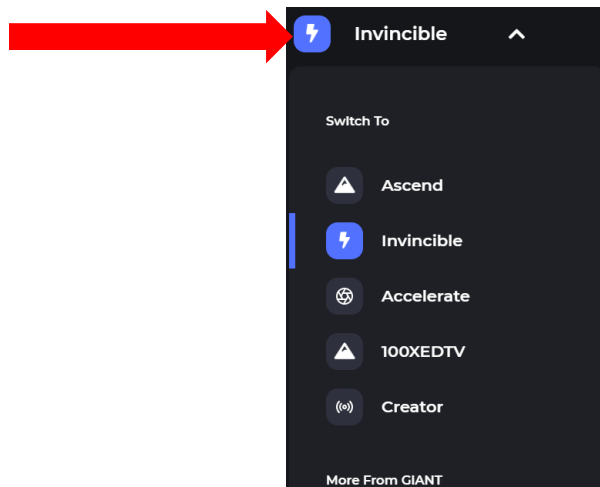 Invincible
Switch To
Ascend
Invincible
Accelerate
100XEDTV
Creator
More From GIANT